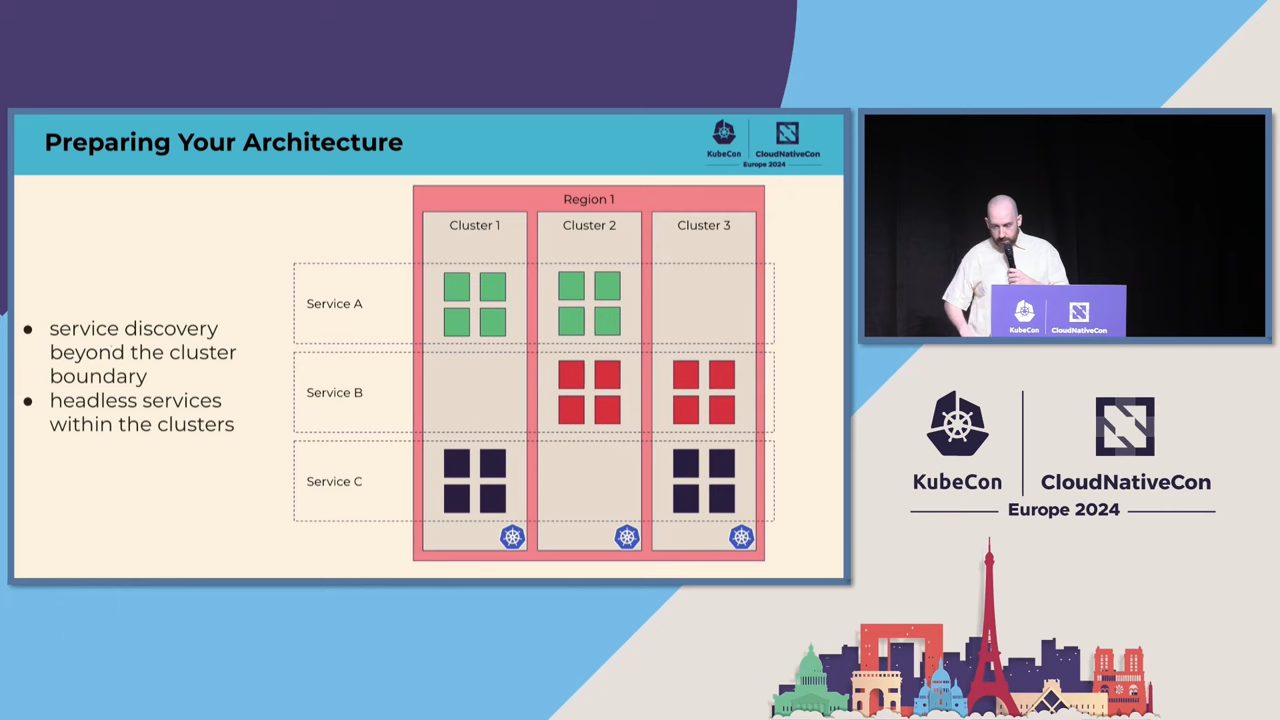 Preparing Your Architecture
KubeCon
CloudNativeCon
Europe 2024
service discovery
beyond the cluster
boundary
headless services
within the clusters
Region 1
Cluster 1
Cluster 2
Cluster 3
Service A
Service B
Service C
KubeCon
CloudNativeCon
KubeCon
CloudNativeCon
Europe 2024